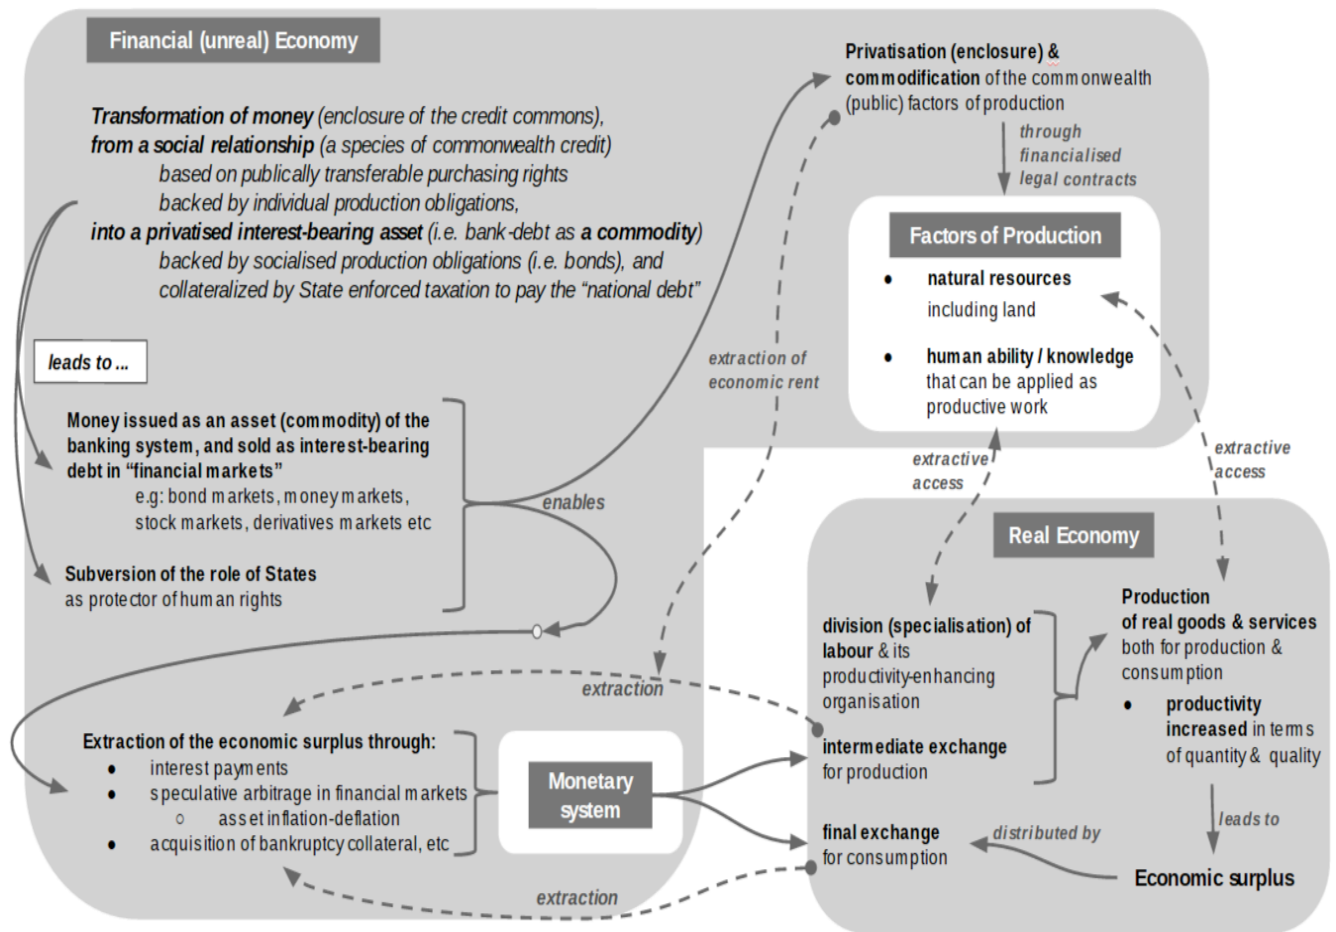 Financial (unreal) Economy
Transformation of money (enclosure of the credit commons),
from a social relationship (a species of commonwealth credit)
based on publically transferable purchasing rights
backed by individual production obligations,
into a privatised interest-bearing asset (i.e. bank-debt as a commodity)
backed by socialised production obligations (i.e. bonds), and
collateralized by State enforced taxation to pay the “national debt”
leads to ...
Money issued as an asset (commodity) of the
banking system, and sold as interest-bearing
debt in “financial markets”
e.g: bond markets, money markets,
stock markets, derivatives markets etc
Subversion of the role of States
as protector of human rights
enables
Privatisation (enclosure) &
commodification of the commonwealth
(public) factors of production
through
financialised
legal contracts
Factors of Production
● natural resources
including land
● human ability / knowledge
that can be applied as
productive work
extraction of
economic rent
extractive
access
extractive
access
Real Economy
division (specialisation) of
labour & its
productivity-enhancing
organisation
intermediate exchange
for production
final exchange
for consumption
Production
of real goods & services
both for production &
consumption
● productivity
increased in terms
of quantity & quality
leads to
Economic surplus
distributed by
extraction
Extraction of the economic surplus through:
● interest payments
● speculative arbitrage in financial markets
○ asset inflation-deflation
● acquisition of bankruptcy collateral, etc
Monetary
system
extraction